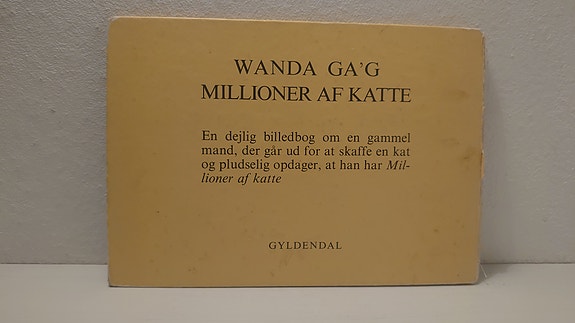 WANDA GA'G
MILLIONER AF KATTE
En dejlig billedbog om en gammel
mand, der går ud for at skaffe en kat
og pludselig opdager, at han har Mil-
lioner af katte
GYLDENDAL